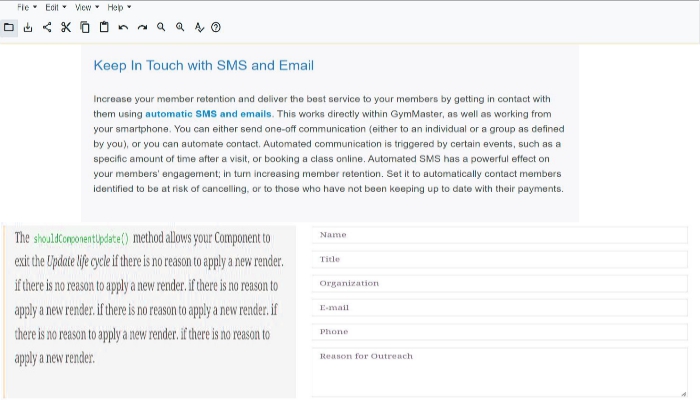 File Edit View Help
Keep In Touch with SMS and Email
Increase your member retention and deliver the best service to your members by getting in contact with
them using automatic SMS and emails. This works directly within GymMaster, as well as working from
your smartphone. You can either send one-off communication (either to an individual or a group as defined
by you), or you can automate contact. Automated communication is triggered by certain events, such as a
specific amount of time after a visit, or booking a class online. Automated SMS has a powerful effect on
your members' engagement; in turn increasing member retention. Set it to automatically contact members
identified to be at risk of cancelling, or to those who have not been keeping up to date with their payments.
The shouldComponentUpdate() method allows your Component to
exit the Update life cycle if there is no reason to apply a new render.
if there is no reason to apply a new render. if there is no reason to
apply a new render. if there is no reason to apply a new render. if
there is no reason to apply a new render. if there is no reason to
apply a new render.
Name
Title
Organization
E-mail
Phone
Reason for Outreach